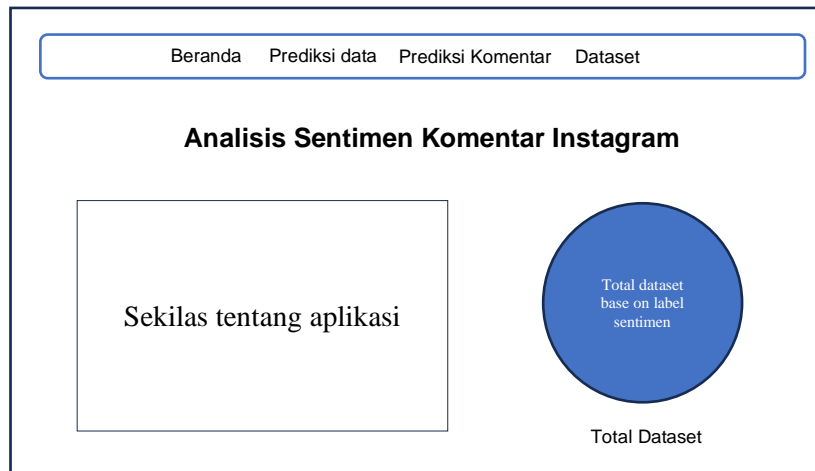 Beranda Prediksi data Prediksi Komentar Dataset
Analisis Sentimen Komentar Instagram
Sekilas tentang aplikasi
Total dataset
base on label
sentimen
Total Dataset